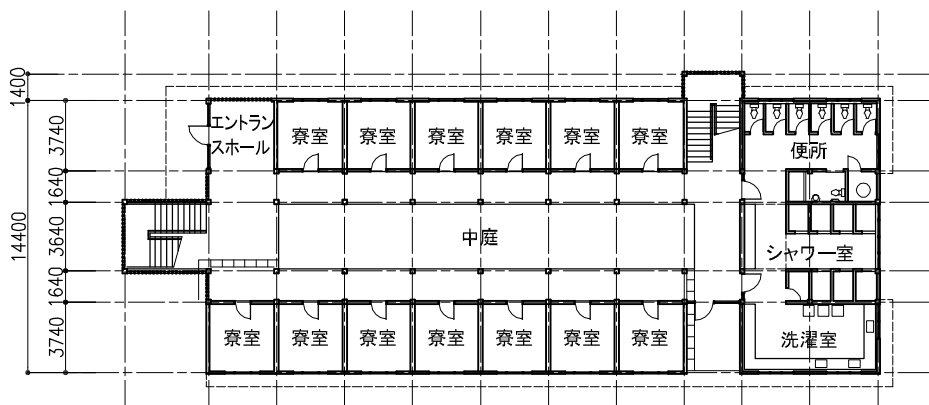 1400
3740
1640
3640
1640
3740
14400
エントラン
スホール
寮室 寮室 寮室 寮室 寮室 寮室
便所
中庭
シャワー室
寮室 寮室 寮室 寮室 寮室 寮室 寮室
洗濯室